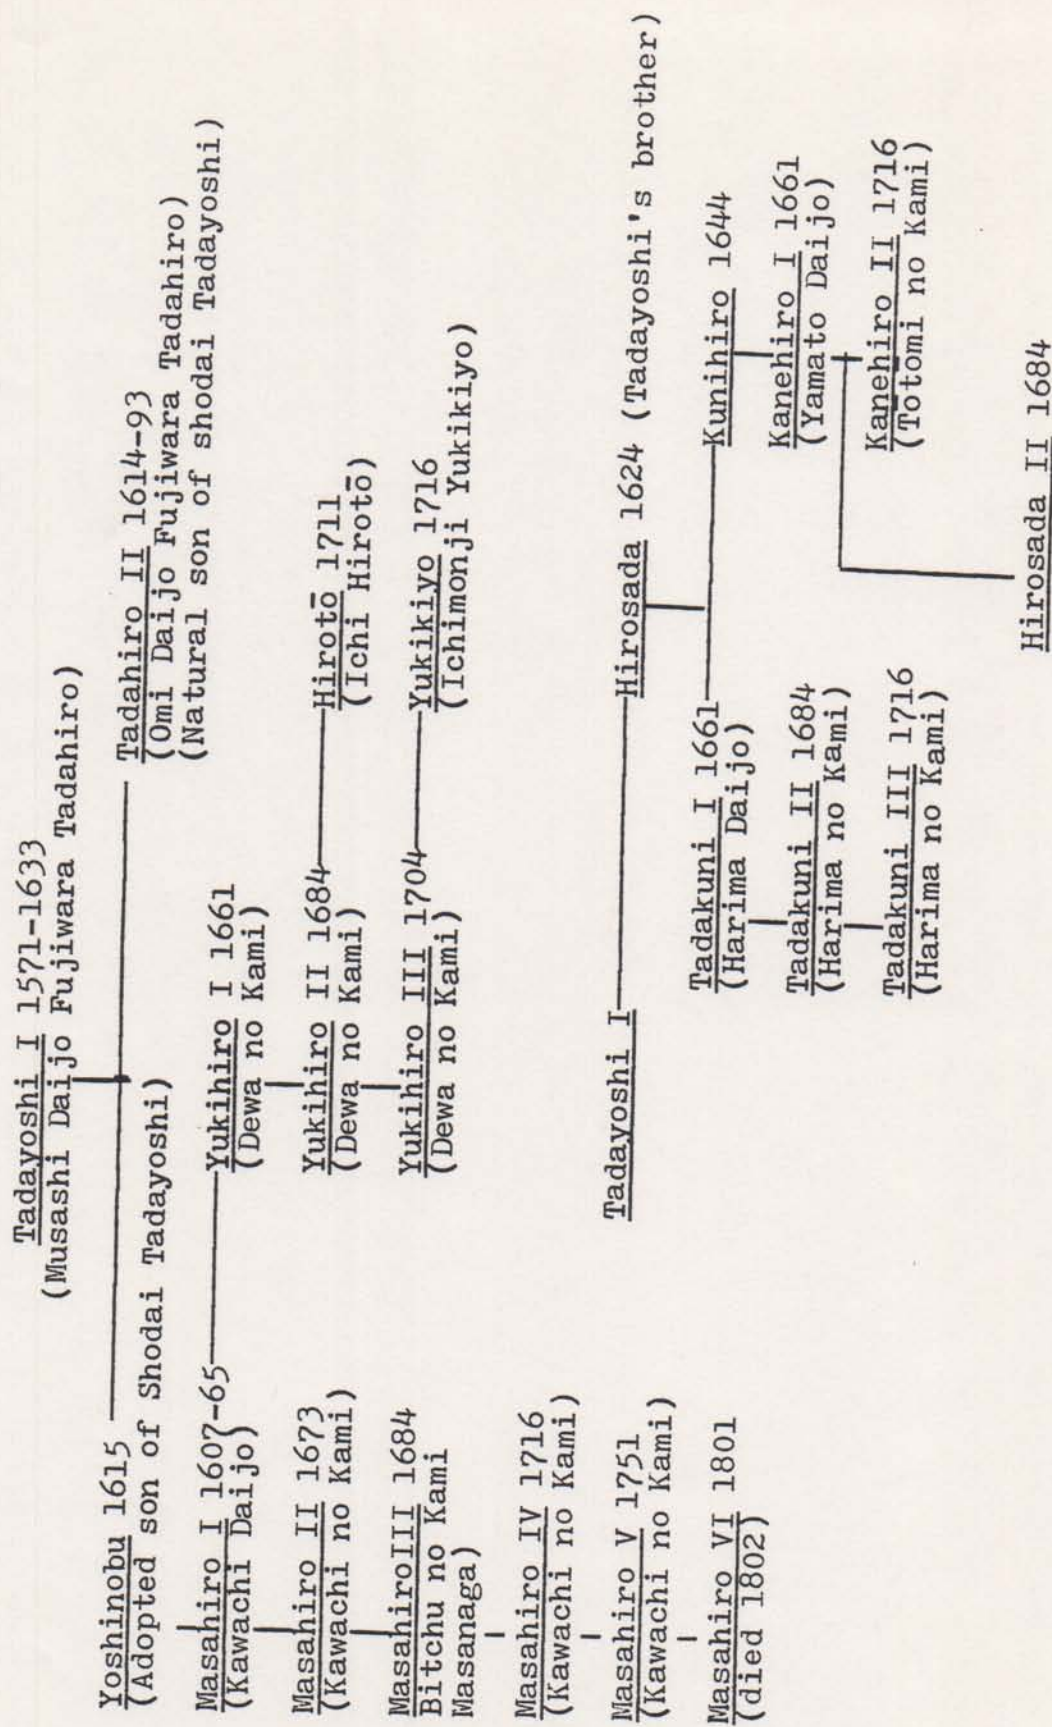 Tadayoshi I 1571-1633
(Musashi Daijo Fujiwara Tadahiro)
Yoshinobu 1615
(Adopted son of Shodai Tadayoshi)
Tadahiro II 1614-93
(Omi Daijo Fujiwara Tadahiro)
(Natural son of shodai Tadayoshi)
Masahiro I 1607-65
(Kawachi Daijo)
Yukihiro I 1661
(Dewa no Kami)
Masahiro II 1673
(Kawachi no Kami)
Yukihiro II 1684
(Dewa no Kami)
Hirotō 1711
(Ichi Hirotō)
MasahiroIII 1684
Bitchu no Kami
Masanaga)
Yukihiro III 1704
(Dewa no Kami)
Yukikiyo 1716
(Ichimonji Yukikiyo)
Masahiro IV 1716
(Kawachi no Kami)
Masahiro V 1751
(Kawachi no Kami)
Masahiro VI 1801
(died 1802)
Tadayoshi I
Hirosada 1624 (Tadayoshi's brother)
Tadakuni I 1661
(Harima Daijo)
Kunihiro 1644
Tadakuni II 1684
(Harima no Kami)
Kanehiro I 1661
(Yamato Daijo)
Tadakuni III 1716
(Harima no Kami)
Kanehiro II 1716
(Tōtomi no Kami)
Hirosada II 1684